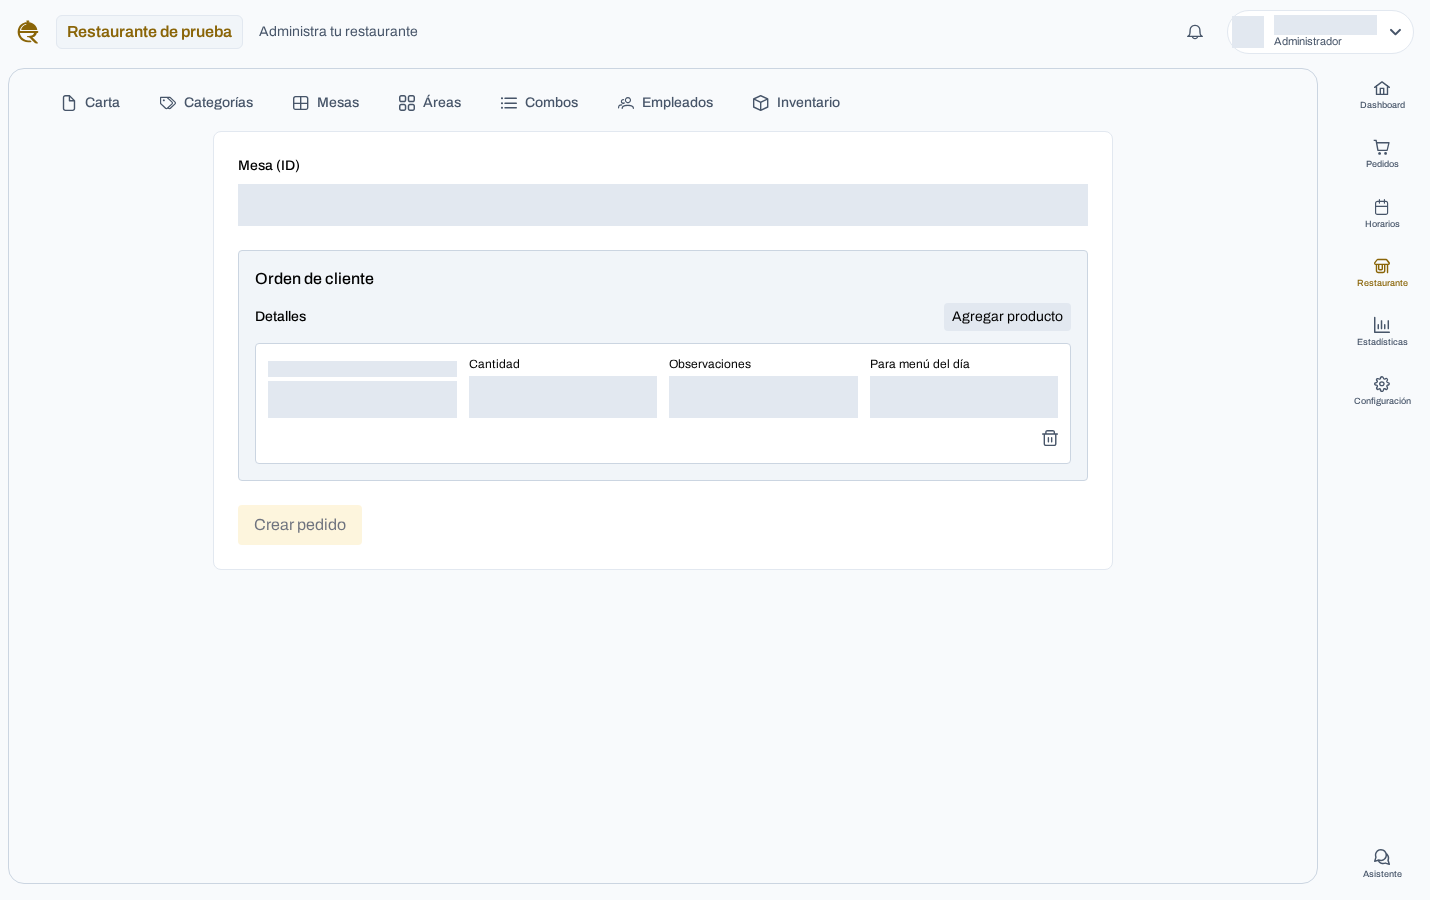 Restaurante de prueba
Administra tu restaurante
Administrador
Carta
Categorías
Mesas
Áreas
Combos
Empleados
Inventario
Mesa (ID)
Orden de cliente
Detalles
Agregar producto
Cantidad
Observaciones
Para menú del día
Crear pedido
Dashboard
Pedidos
Horarios
Restaurante
Estadísticas
Configuración
Asistente